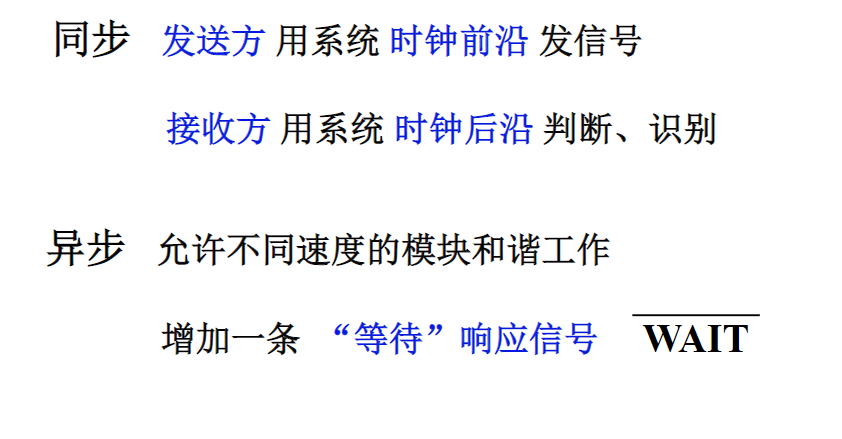 同步 发送方 用系统 时钟前沿 发信号
接收方 用系统 时钟后沿 判断、识别
异步 允许不同速度的模块和谐工作
增加一条 “等待”响应信号 WAIT